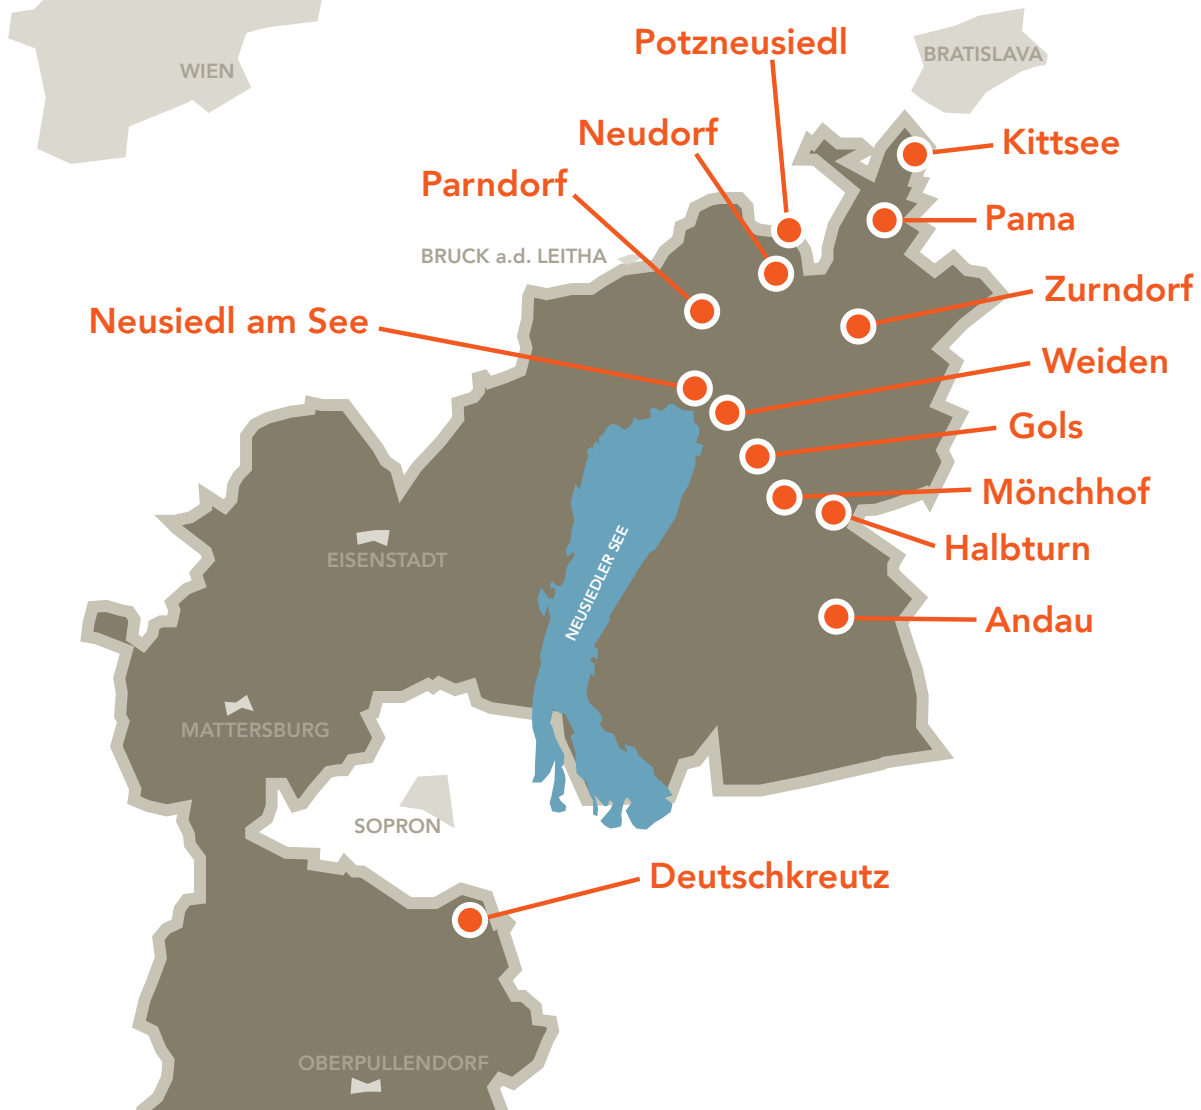 Potzneusiedl
BRATISLAVA
WIEN
Neudorf
Kittsee
Parndorf
Pama
BRUCK a.d. LEITHA
Zurndorf
Neusiedl am See
Weiden
Gols
Mönchhof
Halbturn
EISENSTADT
NEUSIEDLER SEE
Andau
MATTERSBURG
SOPRON
Deutschkreutz
OBERPULLENDORF